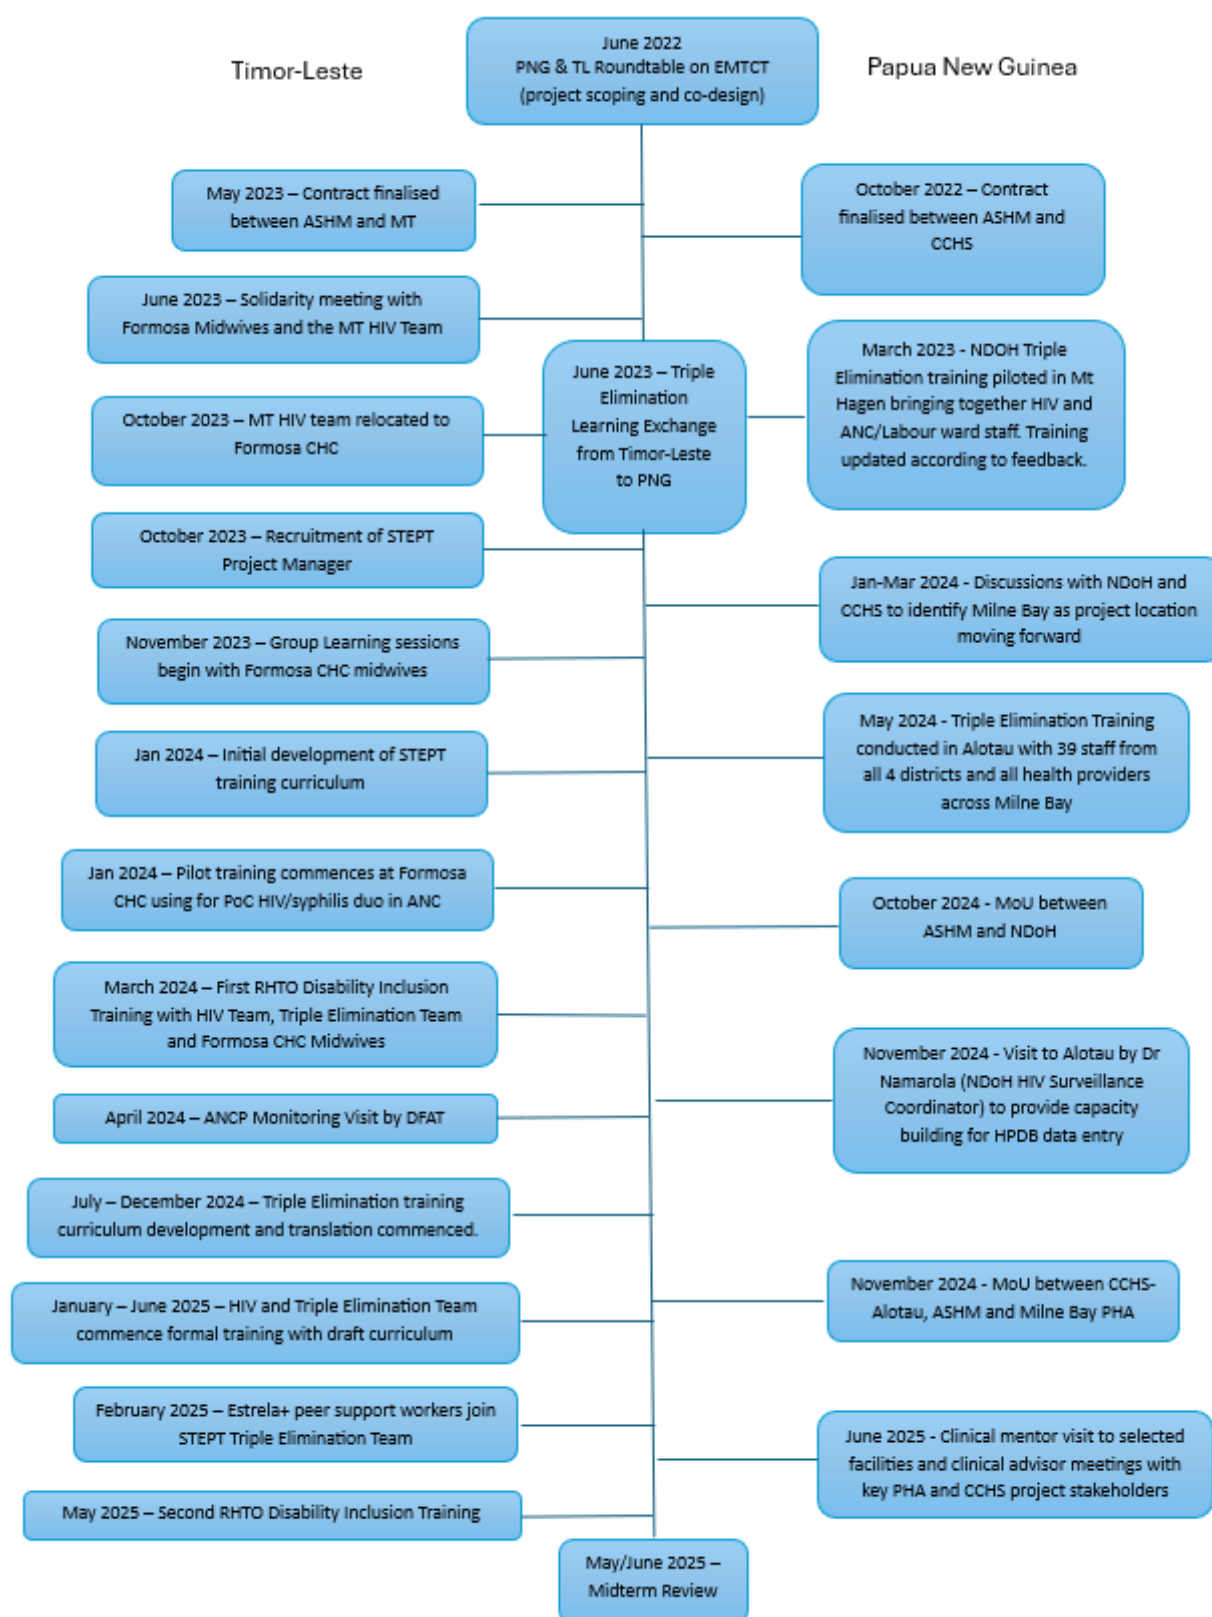 Timor-Leste
June 2022
PNG & TL Roundtable on EMTCT
(project scoping and co-design)
Papua New Guinea
May 2023 – Contract finalised
between ASHM and MT
October 2022 – Contract
finalised between ASHM and
CCHS
June 2023 – Solidarity meeting with
Formosa Midwives and the MT HIV Team
June 2023 – Triple
Elimination
Learning Exchange
from Timor-Leste
to PNG
March 2023 - NDOH Triple
Elimination training piloted in Mt
Hagen bringing together HIV and
ANC/Labour ward staff. Training
updated according to feedback.
October 2023 – MT HIV team relocated to
Formosa CHC
October 2023 – Recruitment of STEPT
Project Manager
Jan-Mar 2024 - Discussions with NDoH and
CCHS to identify Milne Bay as project location
moving forward
November 2023 – Group Learning sessions
begin with Formosa CHC midwives
May 2024 - Triple Elimination Training
conducted in Alotau with 39 staff from
all 4 districts and all health providers
across Milne Bay
Jan 2024 – Initial development of STEPT
training curriculum
Jan 2024 – Pilot training commences at Formosa
CHC using for PoC HIV/syphilis duo in ANC
October 2024 - MoU between
ASHM and NDoH
March 2024 – First RHTO Disability Inclusion
Training with HIV Team, Triple Elimination Team
and Formosa CHC Midwives
November 2024 - Visit to Alotau by Dr
Namarola (NDoH HIV Surveillance
Coordinator) to provide capacity
building for HPDB data entry
April 2024 – ANCP Monitoring Visit by DFAT
July – December 2024 – Triple Elimination training
curriculum development and translation commenced.
November 2024 - MoU between CCHS-
Alotau, ASHM and Milne Bay PHA
January – June 2025 – HIV and Triple Elimination Team
commence formal training with draft curriculum
February 2025 – Estrela+ peer support workers join
STEPT Triple Elimination Team
June 2025 - Clinical mentor visit to selected
facilities and clinical advisor meetings with
key PHA and CCHS project stakeholders
May 2025 – Second RHTO Disability Inclusion Training
May/June 2025 –
Midterm Review